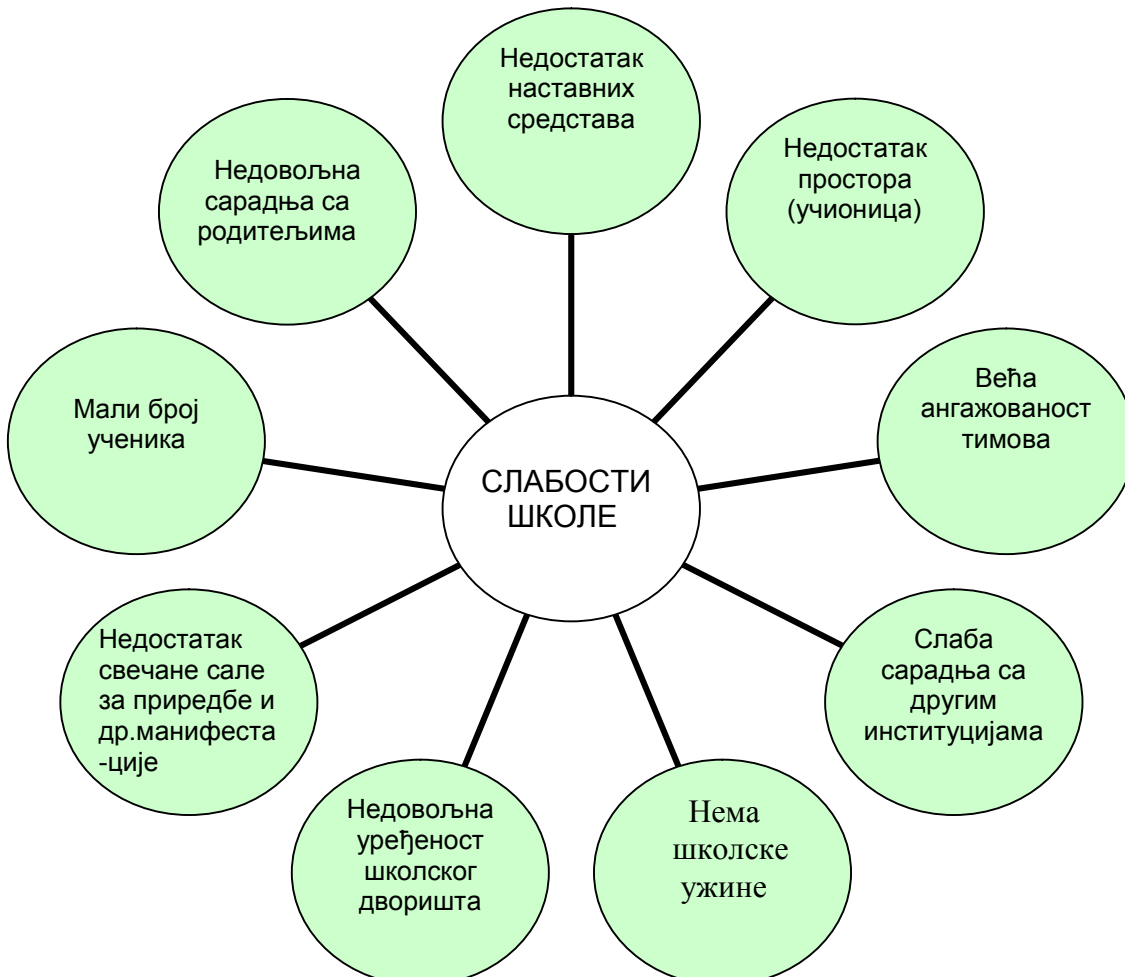 Недостатак
наставних
средстава
Недостатак
простора
(учионица)
Већа
ангажованост
тимова
Слаба
сарадња са
другим
институцијама
Нема
школске
ужине
Недовољна
уређеност
школског
дворишта
Недостатак
свечане сале
за приредбе и
др.манифеста
-ције
Мали број
ученика
Недовољна
сарадња са
родитељима
СЛАБОСТИ
ШКОЛЕ